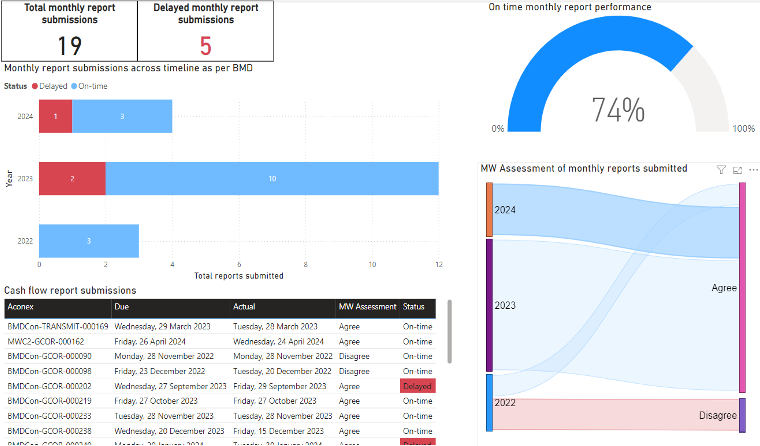 Total monthly report submissions
19
Delayed monthly report submissions
5
Monthly report submissions across timeline as per BMD
Status Delayed On-time
Year
2024
1 3
2023
2 10
2022
3
0 2 4 6 8 10 12
Total reports submitted
Cash flow report submissions
Aconex Due Actual MW Assessment Status
BMDCon-TRANSMIT-000169 Wednesday, 29 March 2023 Tuesday, 28 March 2023 Agree On-time
MWC2-GCOR-000162 Friday, 26 April 2024 Wednesday, 24 April 2024 Agree On-time
BMDCon-GCOR-000090 Monday, 28 November 2022 Monday, 28 November 2022 Disagree On-time
BMDCon-GCOR-000098 Friday, 23 December 2022 Tuesday, 20 December 2022 Disagree On-time
BMDCon-GCOR-000202 Wednesday, 27 September 2023 Friday, 29 September 2023 Agree Delayed
BMDCon-GCOR-000219 Friday, 27 October 2023 Friday, 27 October 2023 Agree On-time
BMDCon-GCOR-000233 Tuesday, 28 November 2023 Tuesday, 28 November 2023 Agree On-time
BMDCon-GCOR-000238 Wednesday, 20 December 2023 Friday, 15 December 2023 Agree On-time
On time monthly report performance
74%
0% 100%
MW Assessment of monthly reports submitted
2024
2023
2022
Agree
Disagree